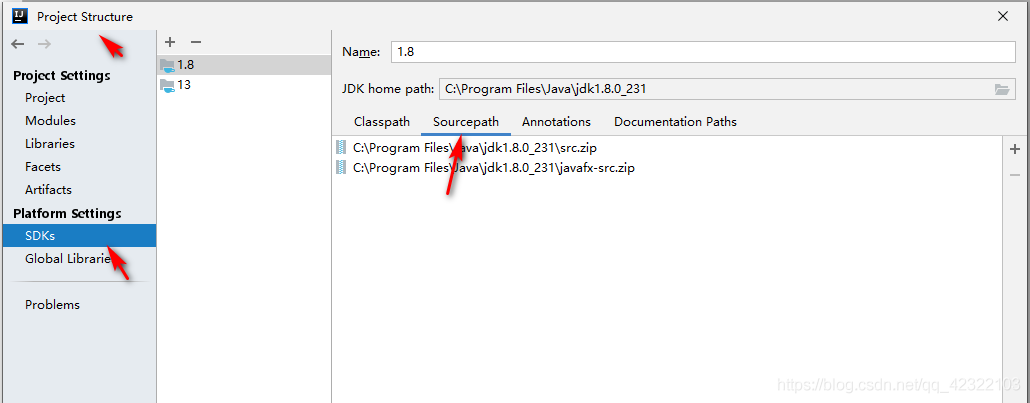 IJ
Project Structure
Project Settings
Project
Modules
Libraries
Facets
Artifacts
Platform Settings
SDKs
Global Librarie
Problems
1.8
13
Name: 1.8
JDK home path: C:\Program Files\Java\jdk1.8.0_231
Classpath Sourcepath Annotations Documentation Paths
C:\Program Files\Java\jdk1.8.0_231\src.zip
C:\Program Files\Java\jdk1.8.0_231\javafx-src.zip
https://blog.csdn.net/qq_42322103